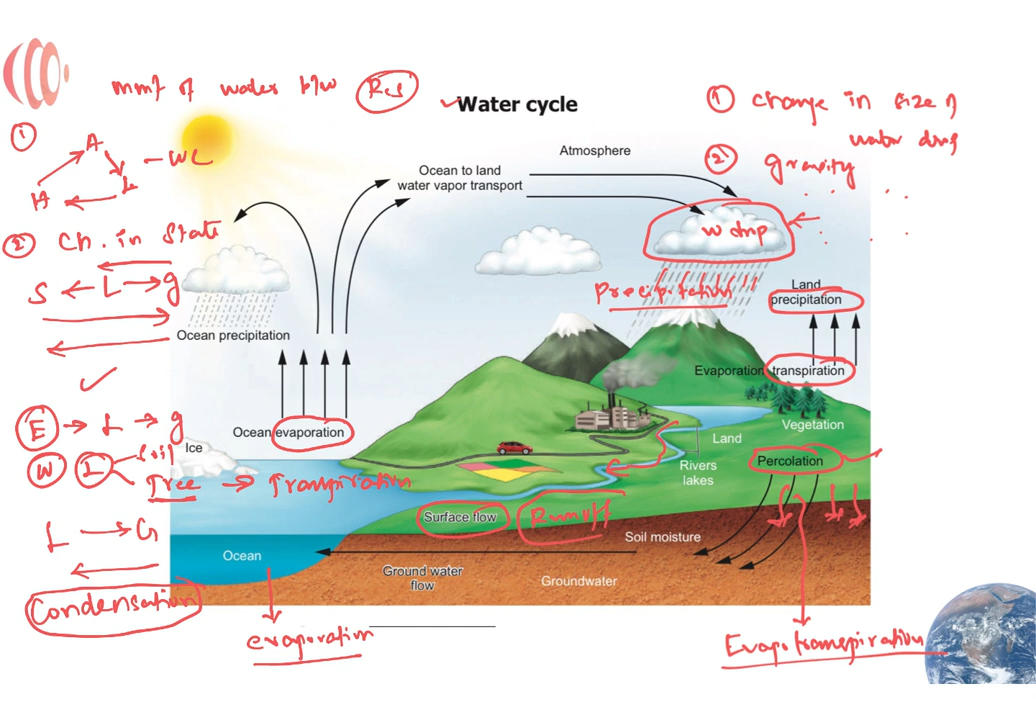 mmt of water b/w Res
Water cycle
① change in size of
water drop
① 
A
L – WC
A
② gravity
Atmosphere
Ocean to land
water vapor transport
② Ch. in State
S ← L → g
w drop
Precipitation
Land
precipitation
Ocean precipitation
Evaporation transpiration
E → L → g
Ocean evaporation
Vegetation
Ice
Land
W I Soil
Tree → Transpiration
Rivers
lakes
Percolation
Surface flow
Runoff
L → G
Soil moisture
Ocean
Ground water
flow
Groundwater
Condensation
evaporation
Evapotranspiration